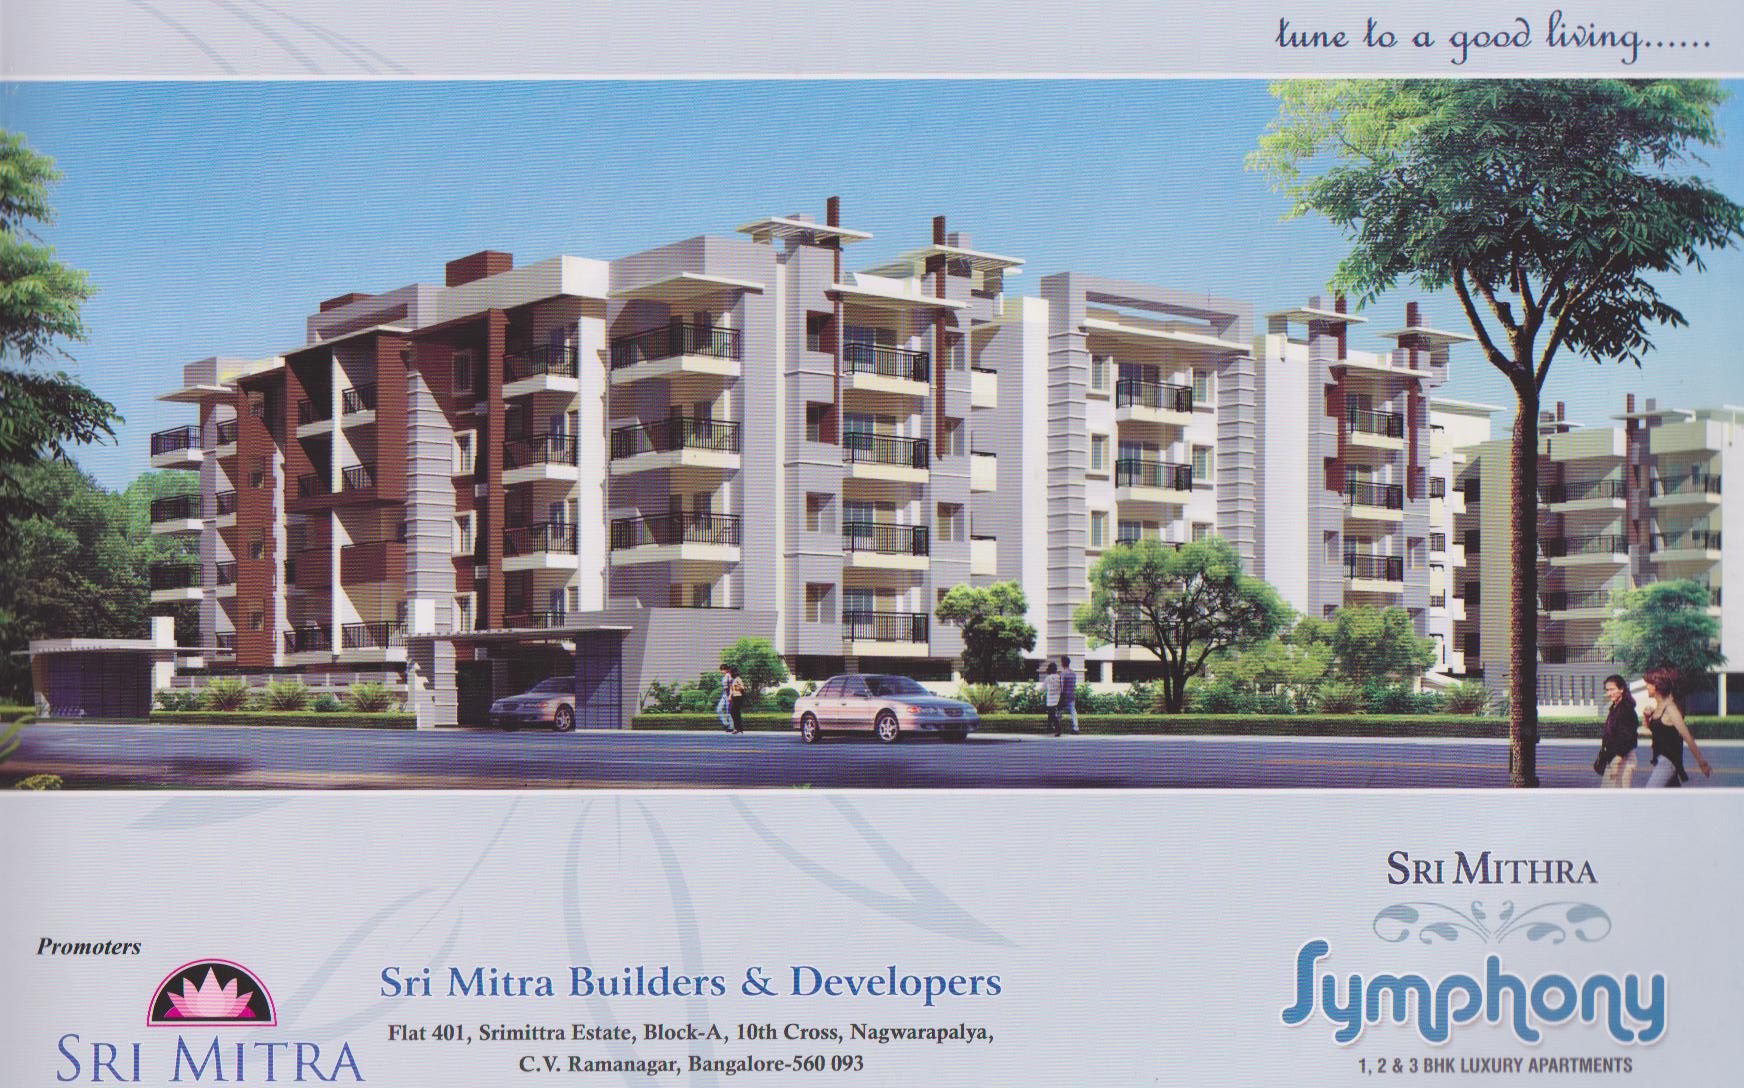 tune to a good living......
Promoters
SRI MITRA
Sri Mitra Builders & Developers
Flat 401, Srimittra Estate, Block-A, 10th Cross, Nagwarapalya,
C.V. Ramanagar, Bangalore-560 093
SRI MITHRA
Symphony
1, 2 & 3 BHK LUXURY APARTMENTS